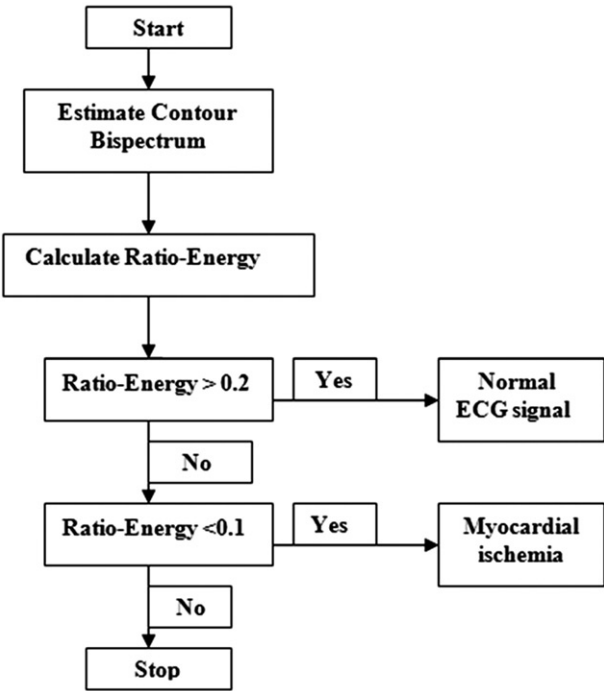 Start
Estimate Contour
Bispectrum
Calculate Ratio-Energy
Ratio-Energy > 0.2
Yes
Normal
ECG signal
No
Ratio-Energy <0.1
Yes
Myocardial
ischemia
No
Stop